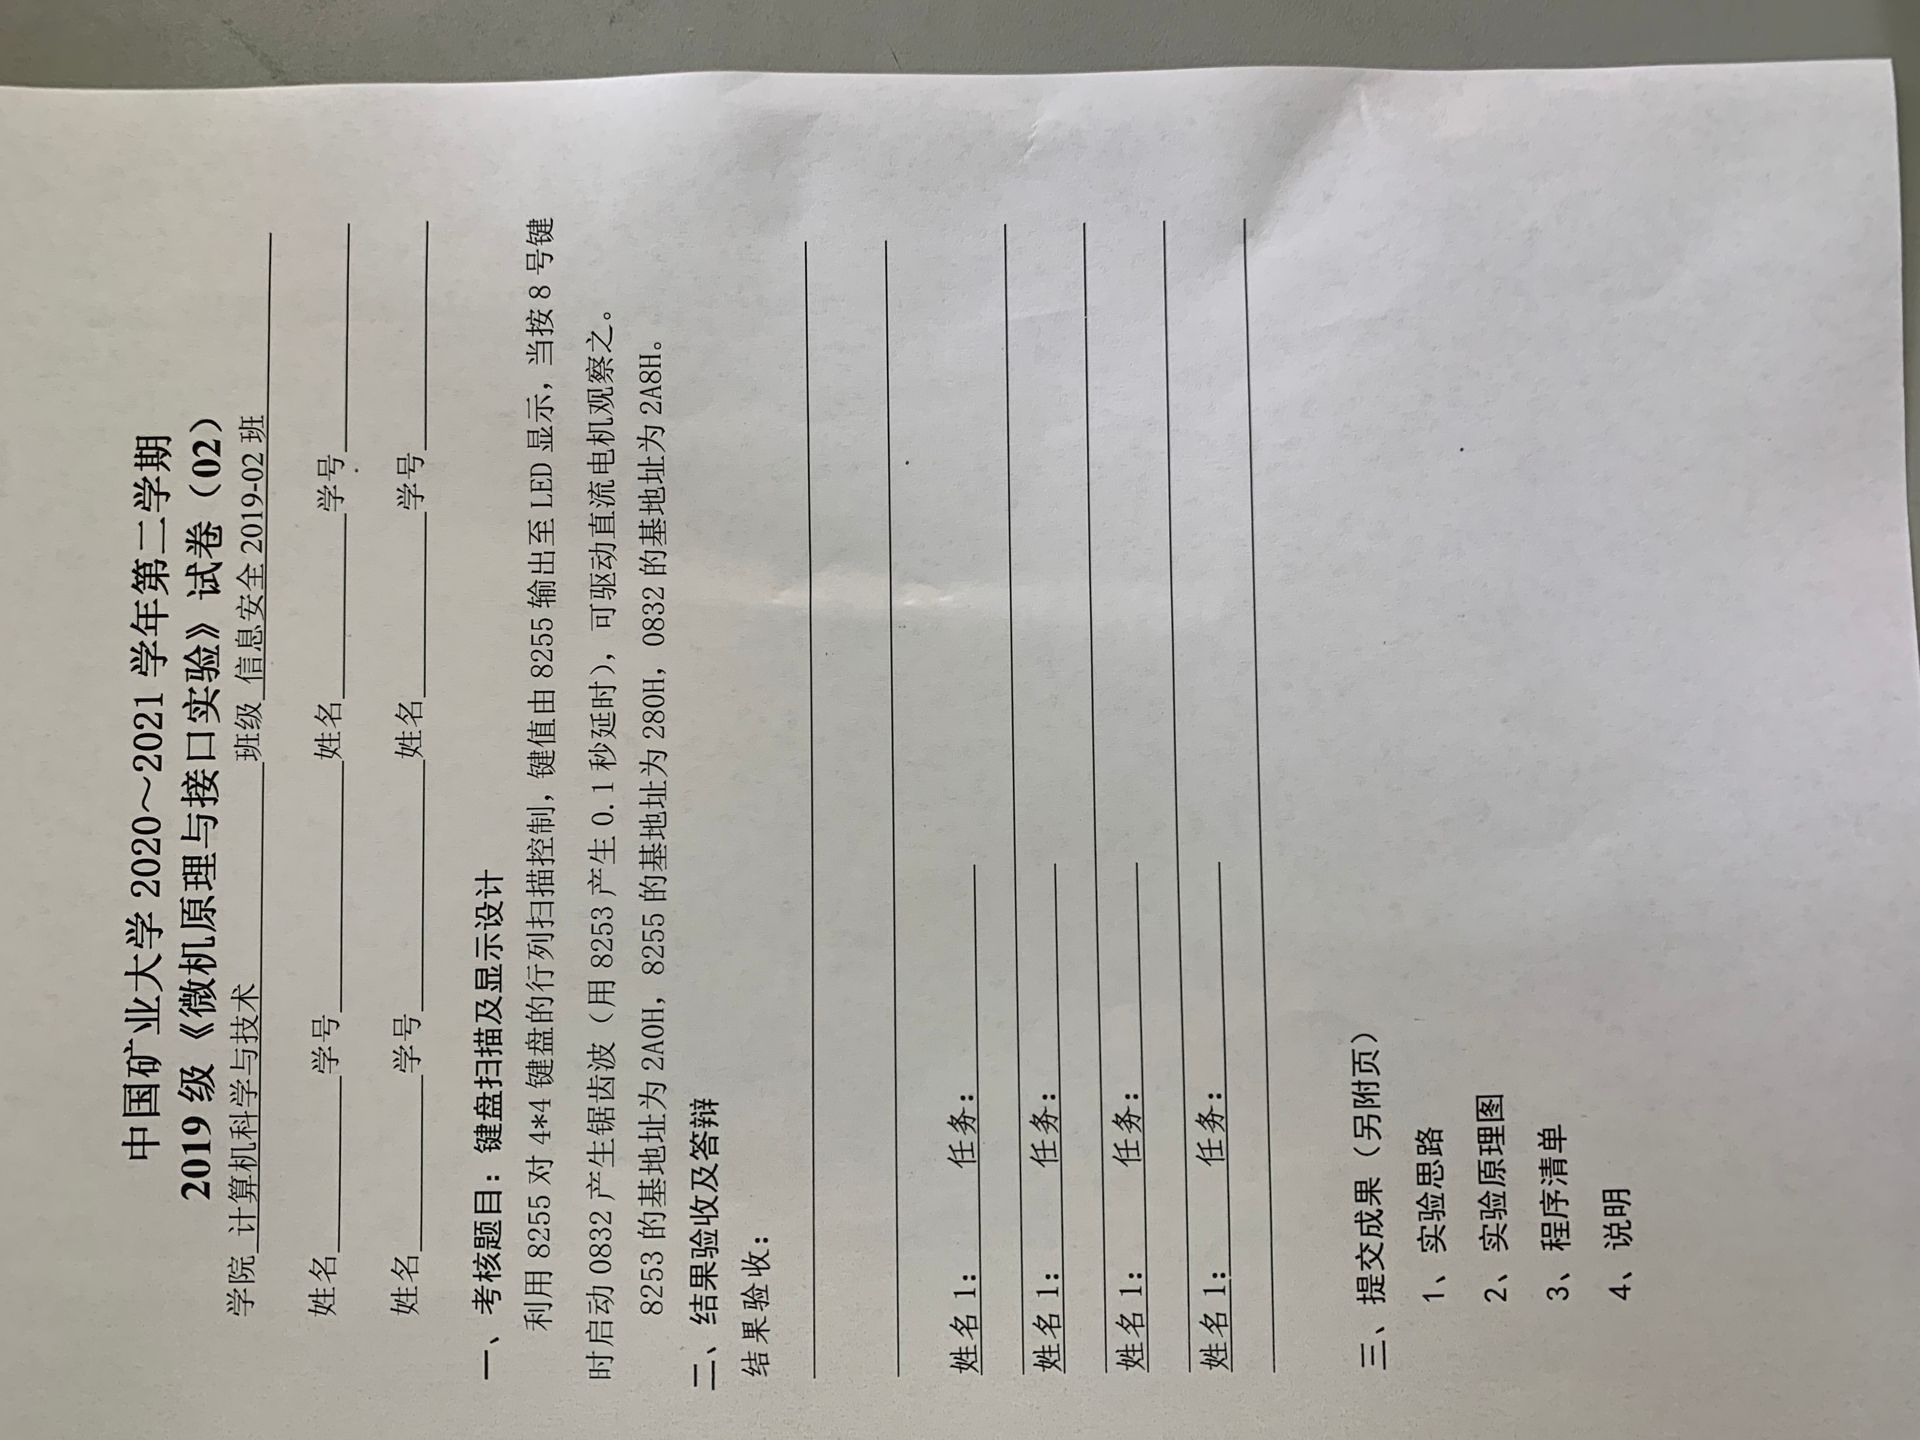 中国矿业大学 2020～2021 学年第二学期
2019 级《微机原理与接口实验》试卷（02）
学院 计算机科学与技术 班级 信息安全 2019-02 班
姓名 学号 姓名 学号
姓名 学号 姓名 学号
一、考核题目：键盘扫描及显示设计
利用 8255 对 4*4 键盘的行列扫描控制，键值由 8255 输出至 LED 显示，当按 8 号键
时启动 0832 产生锯齿波（用 8253 产生 0.1 秒延时），可驱动直流电机观察之。
8253 的基地址为 2A0H，8255 的基地址为 280H，0832 的基地址为 2A8H。
二、结果验收及答辩
结果验收：
姓名 1： 任务：
姓名 1： 任务：
姓名 1： 任务：
姓名 1： 任务：
三、提交成果（另附页）
1、实验思路
2、实验原理图
3、程序清单
4、说明